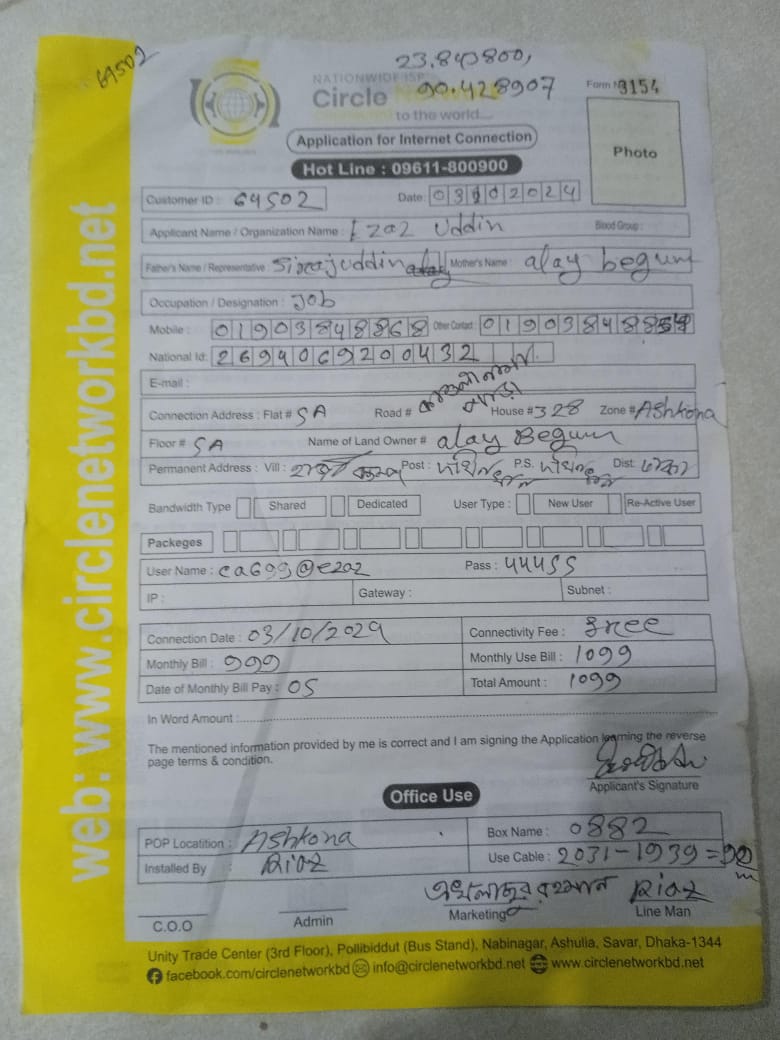 64502
23.840800,
90.428907
NATIONWIDE ISP
Circle
to the world....
Form N 3154
Application for Internet Connection
Hot Line : 09611-800900
Photo
Customer ID : 64502 Date: 03102024
Applicant Name / Organization Name : Ezaz Uddin Blood Group :
Father's Name / Representative : Sirajuddin Mother's Name : alay begum
Occupation / Designation : Job
Mobile : 01903848868 Other Contact : 019038488
National Id: 2694069200432
E-mail :
Connection Address : Flat # 5A Road # House # 328 Zone # Ashkona
Floor # 5A Name of Land Owner # alay Begum
Permanent Address : Vill : Post : P.S. Dist: ঢাকা
Bandwidth Type Shared Dedicated User Type : New User Re-Active User
Packeges
User Name : ca699@ezaz Pass : 44455
IP : Gateway : Subnet :
Connection Date : 03/10/2024 Connectivity Fee : free
Monthly Bill : 999 Monthly Use Bill : 1099
Date of Monthly Bill Pay : 05 Total Amount : 1099
In Word Amount :
The mentioned information provided by me is correct and I am signing the Application learning the reverse
page terms & condition.
Applicant's Signature
Office Use
POP Locatition : Ashkona Box Name : 0882
Installed By : Riaz Use Cable : 2031-1939=92 m
এখলাছুর রহমান Riaz
C.O.O Admin Marketing Line Man
Unity Trade Center (3rd Floor), Pollibiddut (Bus Stand), Nabinagar, Ashulia, Savar, Dhaka-1344
facebook.com/circlenetworkbd info@circlenetworkbd.net www.circlenetworkbd.net
web: www.circlenetworkbd.net